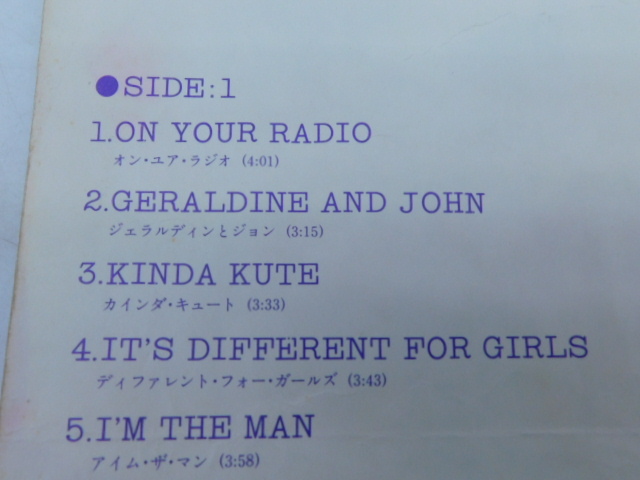 ●SIDE:1
1.ON YOUR RADIO
オン・ユア・ラジオ (4:01)
2.GERALDINE AND JOHN
ジェラルディンとジョン (3:15)
3.KINDA KUTE
カインダ・キュート (3:33)
4.IT'S DIFFERENT FOR GIRLS
ディファレント・フォー・ガールズ (3:43)
5.I'M THE MAN
アイム・ザ・マン (3:58)